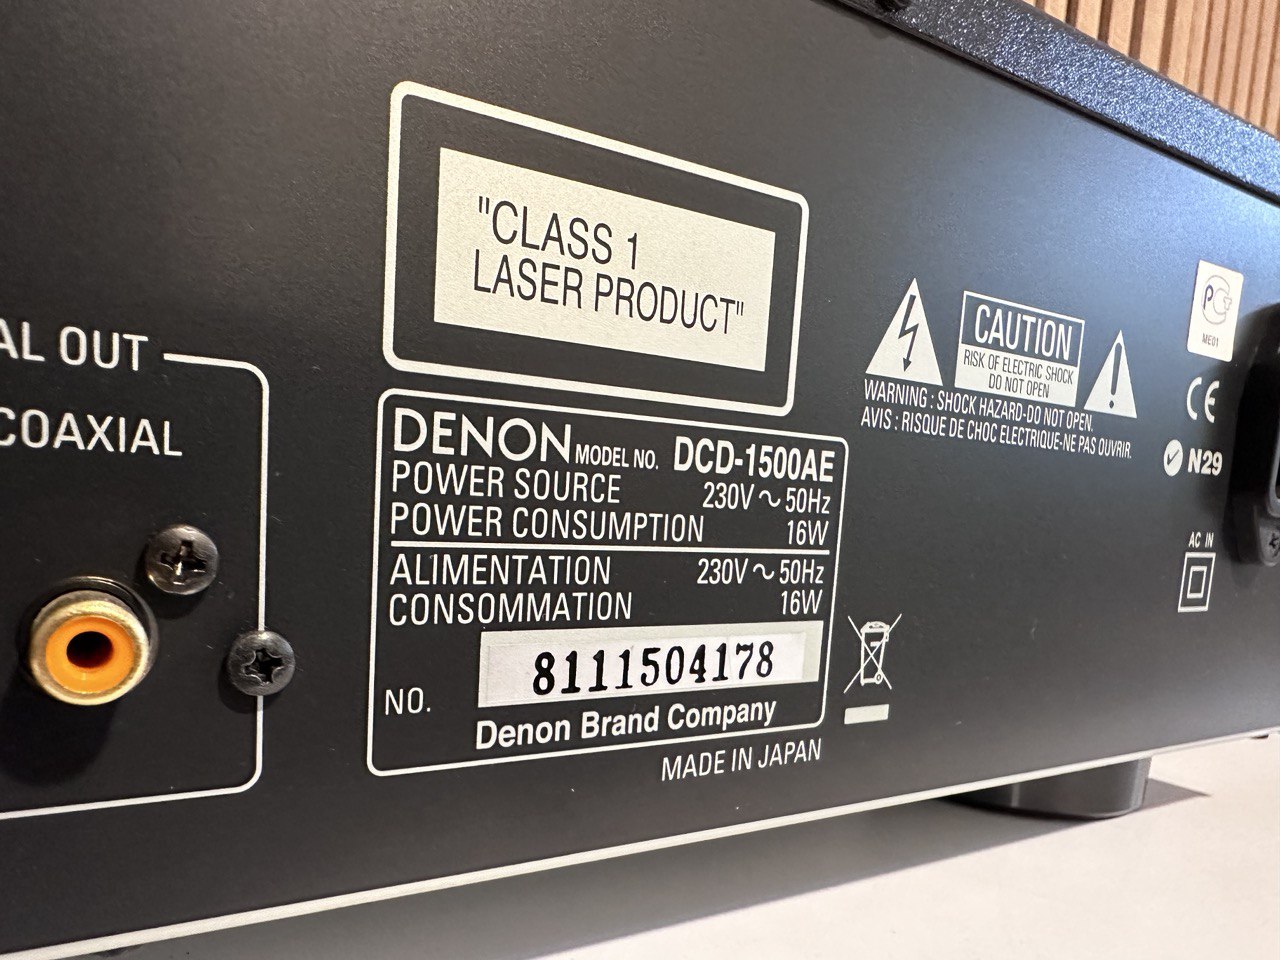 "CLASS 1
LASER PRODUCT"
AL OUT
COAXIAL
DENON MODEL NO. DCD-1500AE
POWER SOURCE 230V ~ 50Hz
POWER CONSUMPTION 16W
ALIMENTATION 230V ~ 50Hz
CONSOMMATION 16W
NO. 8111504178
Denon Brand Company
MADE IN JAPAN
CAUTION
RISK OF ELECTRIC SHOCK
DO NOT OPEN
WARNING : SHOCK HAZARD-DO NOT OPEN.
AVIS : RISQUE DE CHOC ELECTRIQUE-NE PAS OUVRIR.
ME01
CE
N29
AC IN